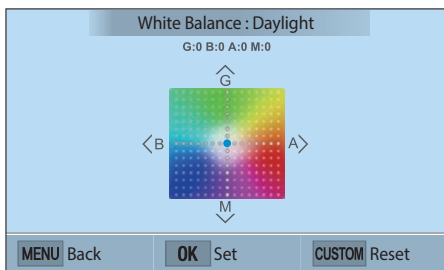 White Balance : Daylight
G:0 B:0 A:0 M:0
G
B A
M
MENU Back OK Set CUSTOM Reset